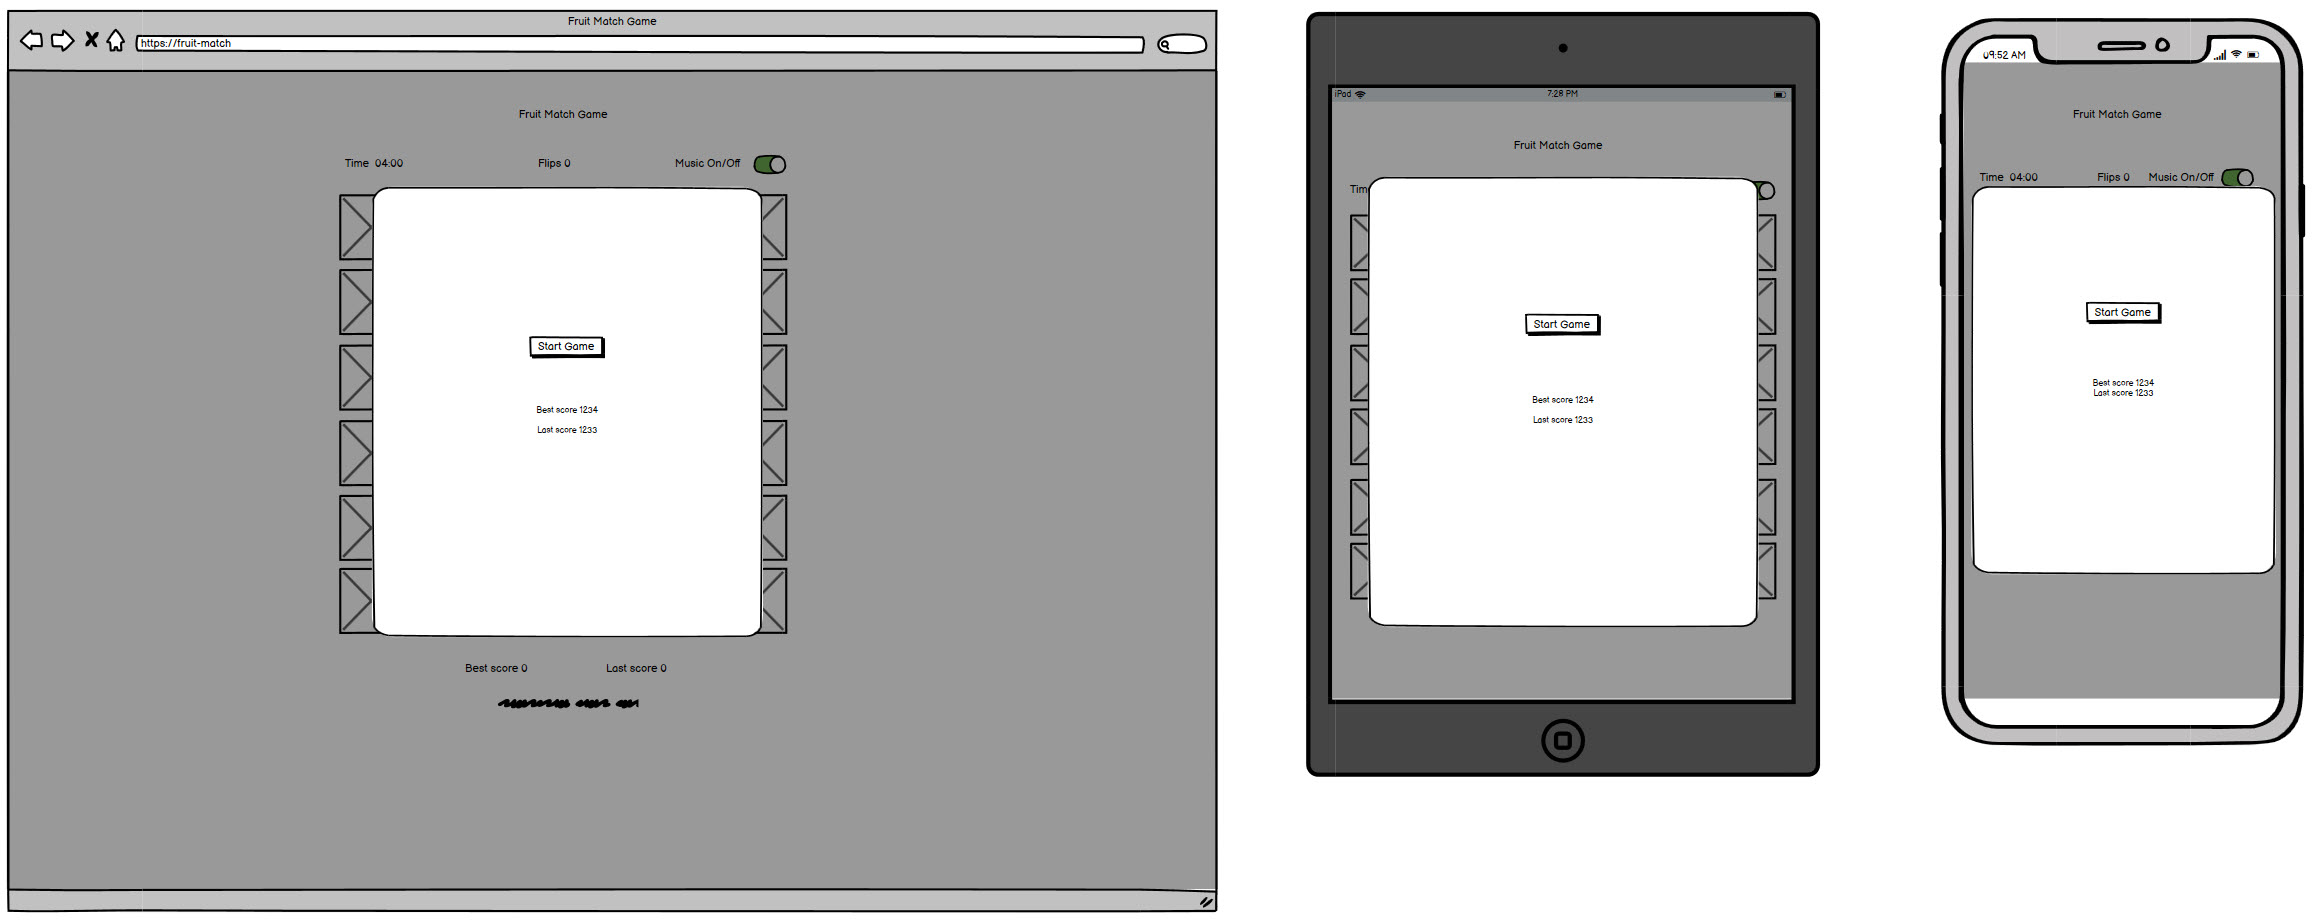 Fruit Match Game
https://fruit-match
Fruit Match Game
Time 04:00 Flips 0 Music On/Off
Start Game
Best score 1234
Last score 1233
Best score 0 Last score 0
iPad 7:28 PM
Fruit Match Game
Tim
Start Game
Best score 1234
Last score 1233
09:52 AM
Fruit Match Game
Time 04:00 Flips 0 Music On/Off
Start Game
Best score 1234
Last score 1233